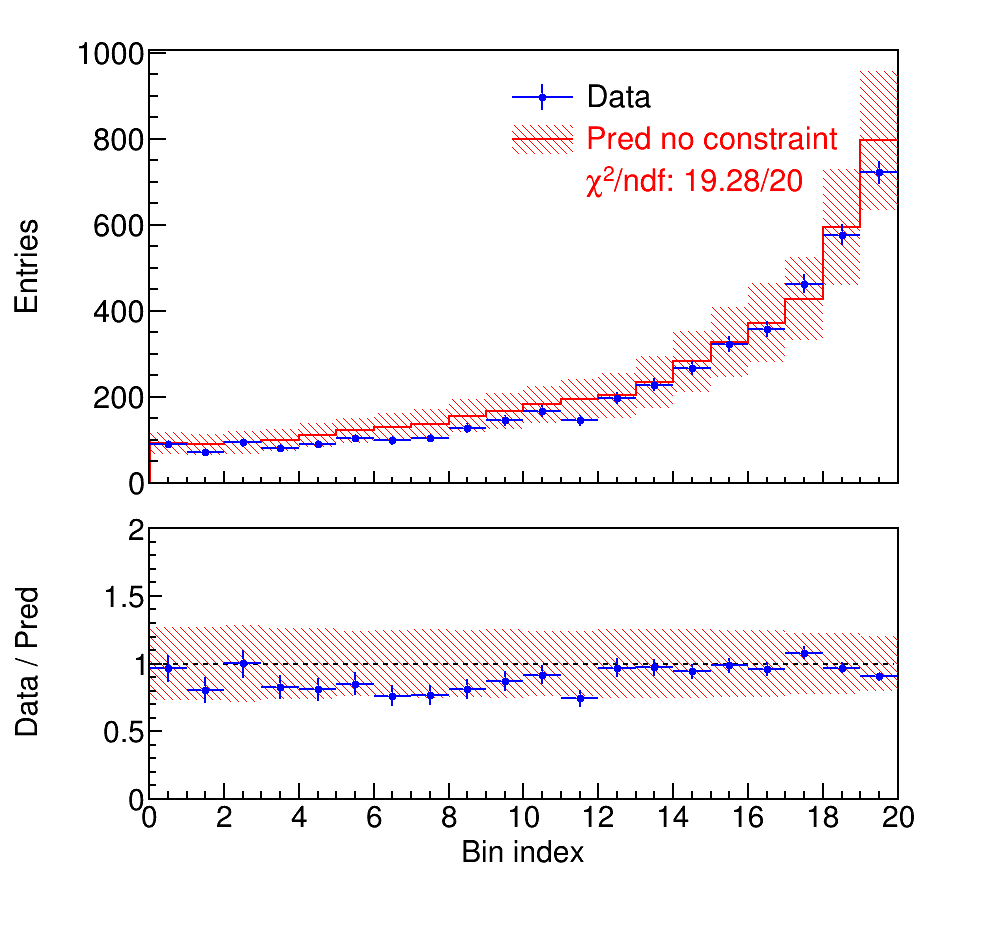 1000
800
600
400
200
0
Entries
Data
Pred no constraint
χ²/ndf: 19.28/20
2
1.5
1
0.5
0
Data / Pred
0 2 4 6 8 10 12 14 16 18 20
Bin index